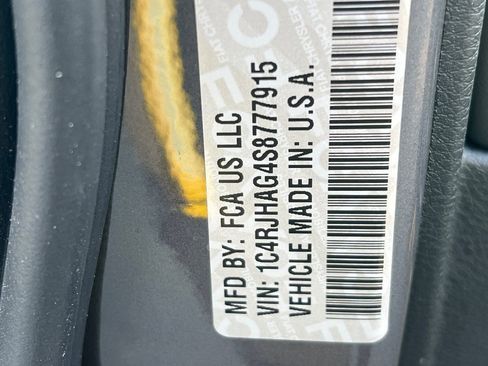 MFD BY: FCA US LLC
VIN: 1C4RJHAG4S8777915
VEHICLE MADE IN: U.S.A.